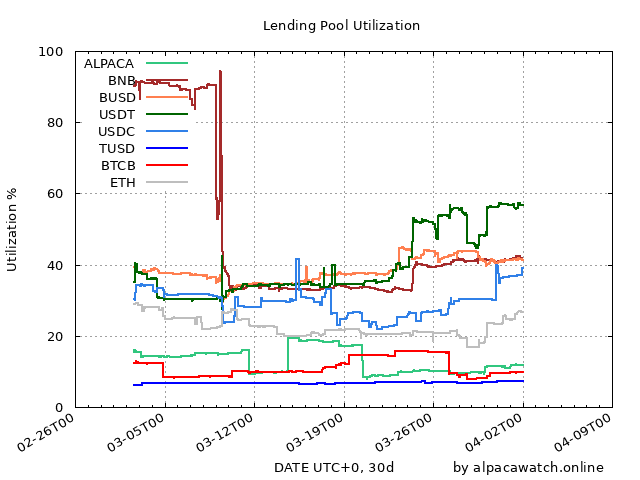 Lending Pool Utilization
100
80
60
40
20
0
Utilization %
ALPACA
BNB
BUSD
USDT
USDC
TUSD
BTCB
ETH
02-26T00
03-05T00
03-12T00
03-19T00
03-26T00
04-02T00
04-09T00
DATE UTC+0, 30d
by alpacawatch.online